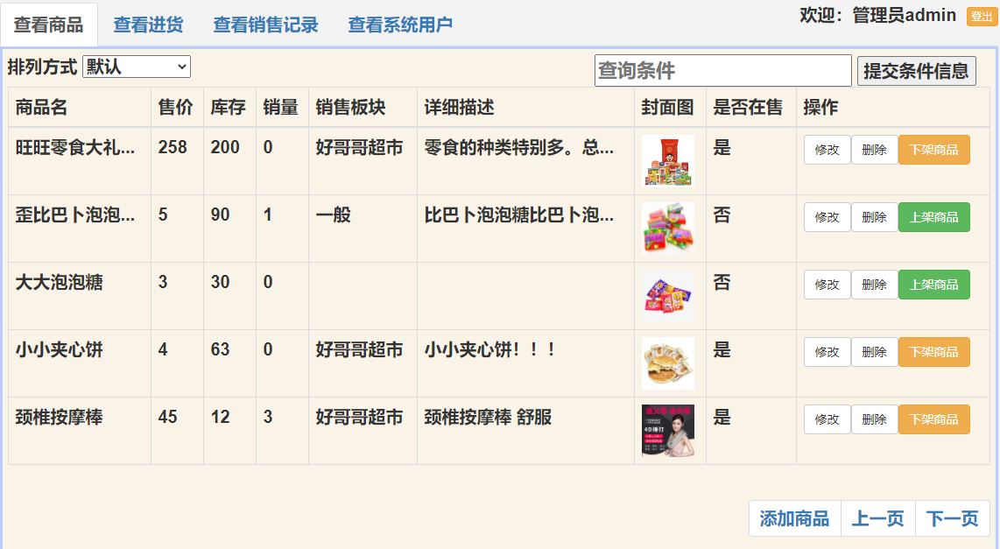 查看商品 查看进货 查看销售记录 查看系统用户 欢迎：管理员admin 登出
排列方式 默认 查询条件 提交条件信息
商品名 售价 库存 销量 销售板块 详细描述 封面图 是否在售 操作
旺旺零食大礼... 258 200 0 好哥哥超市 零食的种类特别多。总... 是 修改 删除 下架商品
歪比巴卜泡泡... 5 90 1 一般 比巴卜泡泡糖比巴卜泡... 否 修改 删除 上架商品
大大泡泡糖 3 30 0 否 修改 删除 上架商品
小小夹心饼 4 63 0 好哥哥超市 小小夹心饼！！！ 是 修改 删除 下架商品
颈椎按摩棒 45 12 3 好哥哥超市 颈椎按摩棒 舒服 是 修改 删除 下架商品
添加商品 上一页 下一页